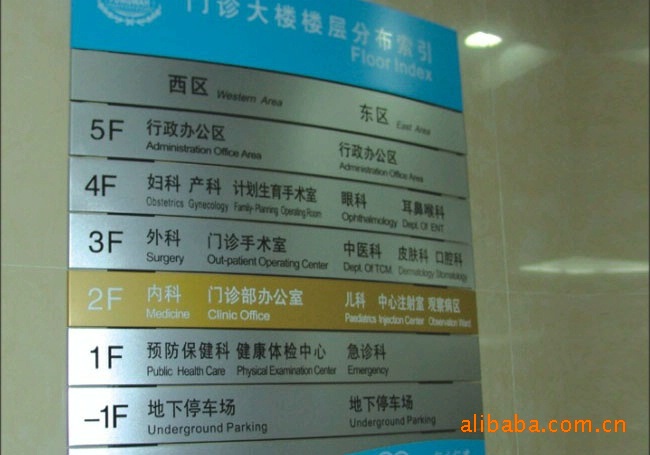 门诊大楼楼层分布索引
Floor Index
西区 Western Area 东区 East Area
5F 行政办公区 行政办公区
Administration Office Area Administration Office Area
4F 妇科 产科 计划生育手术室 眼科 耳鼻喉科
Obstetrics Gynecology Family-Planning Operating Room Ophthalmology Dept. Of ENT
3F 外科 门诊手术室 中医科 皮肤科 口腔科
Surgery Out-patient Operating Center Dept. Of TCM Dermatology Stomatology
2F 内科 门诊部办公室 儿科 中心注射室 观察病区
Medicine Clinic Office Paediatrics Injection Center Observation Ward
1F 预防保健科 健康体检中心 急诊科
Public Health Care Physical Examination Center Emergency
-1F 地下停车场 地下停车场
Underground Parking Underground Parking
alibaba.com.cn